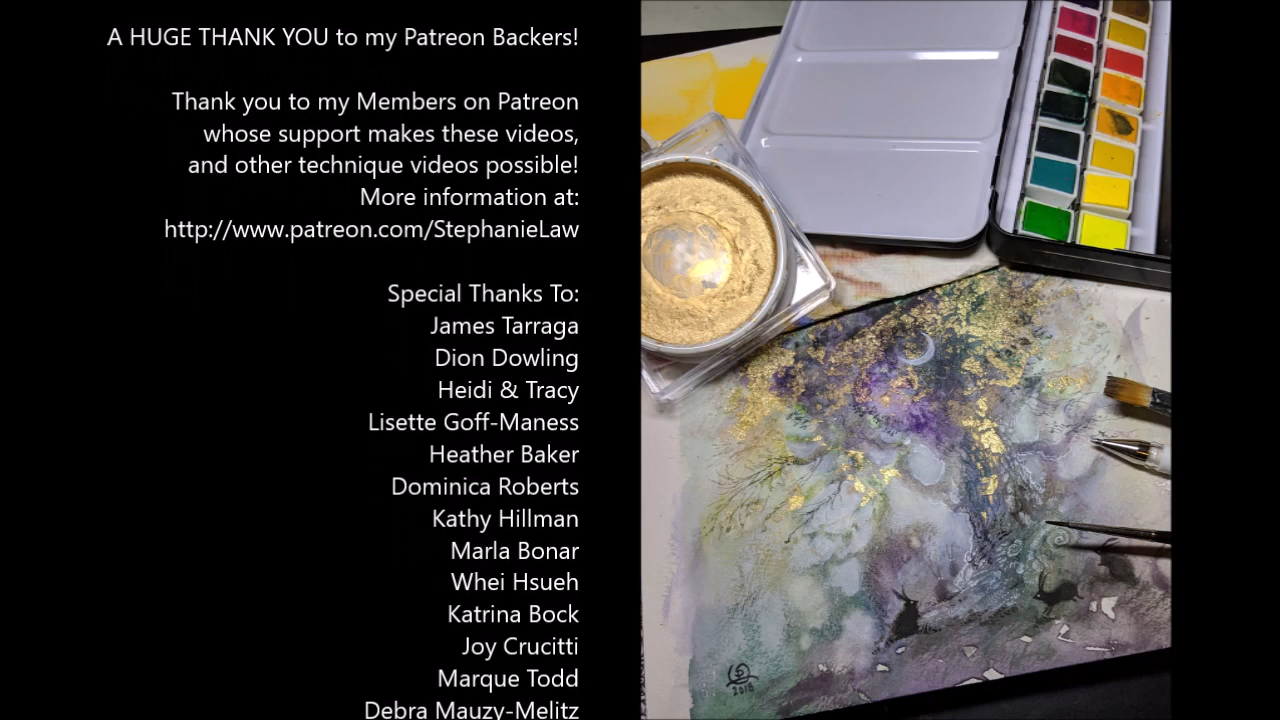 A HUGE THANK YOU to my Patreon Backers!
Thank you to my Members on Patreon
whose support makes these videos,
and other technique videos possible!
More information at:
http://www.patreon.com/StephanieLaw
Special Thanks To:
James Tarraga
Dion Dowling
Heidi & Tracy
Lisette Goff-Maness
Heather Baker
Dominica Roberts
Kathy Hillman
Marla Bonar
Whei Hsueh
Katrina Bock
Joy Crucitti
Marque Todd
Debra Mauzy-Melitz
2018